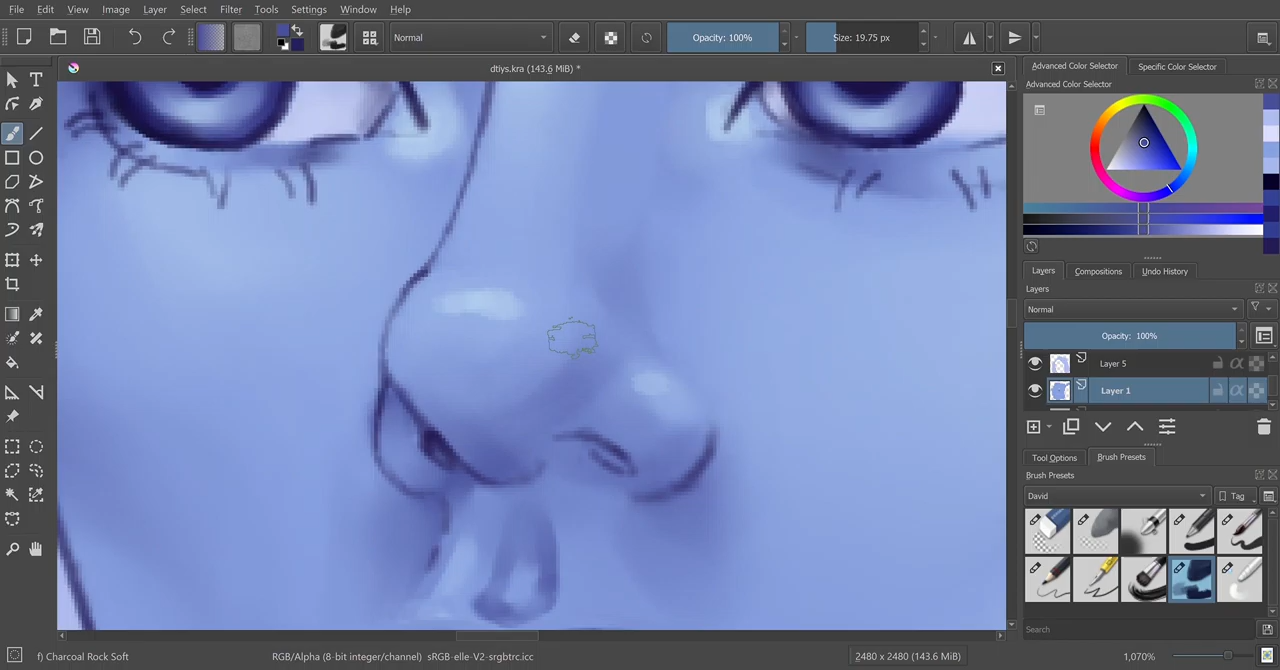 File Edit View Image Layer Select Filter Tools Settings Window Help
Normal
Opacity: 100%
Size: 19.75 px
dtiys.kra (143.6 MiB) *
Advanced Color Selector
Specific Color Selector
Advanced Color Selector
Layers
Compositions
Undo History
Layers
Normal
Opacity: 100%
Layer 5
Layer 1
Tool Options
Brush Presets
Brush Presets
David
Tag
Search
f) Charcoal Rock Soft
RGB/Alpha (8-bit integer/channel) sRGB-elle-V2-srgbtrc.icc
2480 x 2480 (143.6 MiB)
1,070%